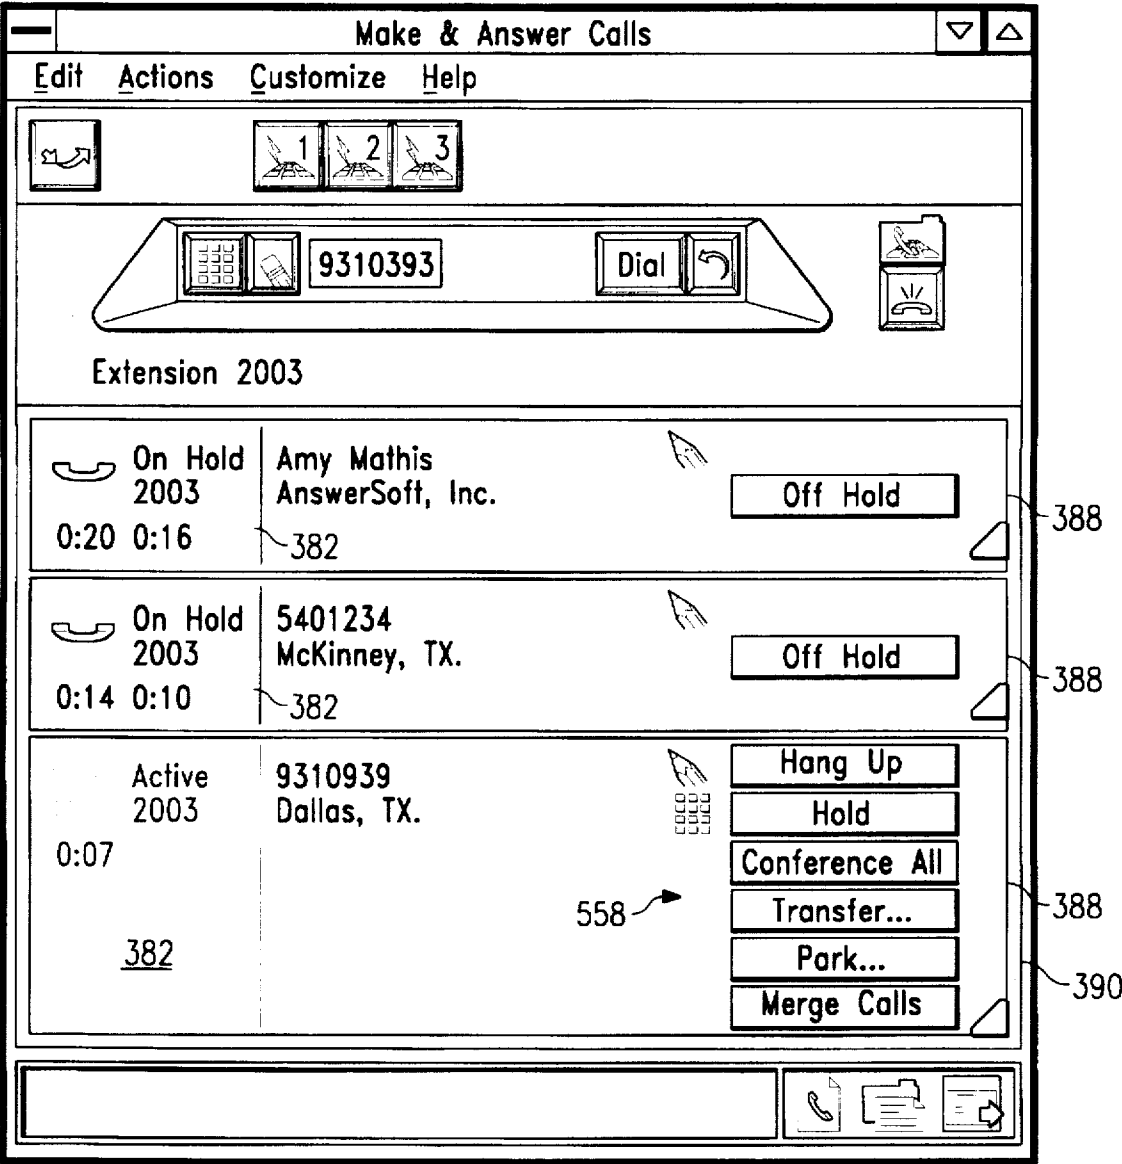 Make & Answer Calls
Edit Actions Customize Help
1 2 3
9310393 Dial
Extension 2003
On Hold Amy Mathis
2003 AnswerSoft, Inc.
Off Hold
388
0:20 0:16
382
On Hold 5401234
2003 McKinney, TX.
Off Hold
388
0:14 0:10
382
Hang Up
Active 9310939
2003 Dallas, TX.
Hold
0:07
Conference All
388
558
Transfer...
382
Park...
390
Merge Calls